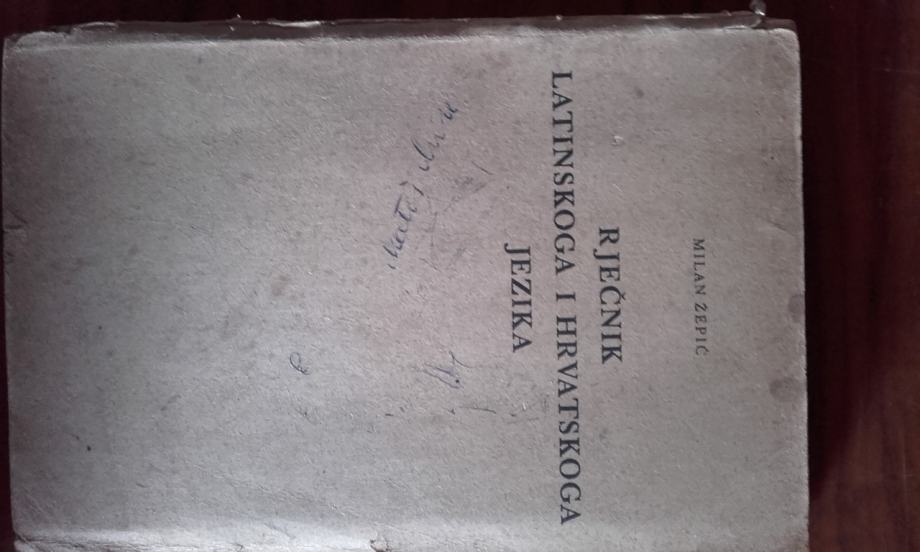 MILAN ŽEPIĆ
RJEČNIK
LATINSKOGA I HRVATSKOGA
JEZIKA